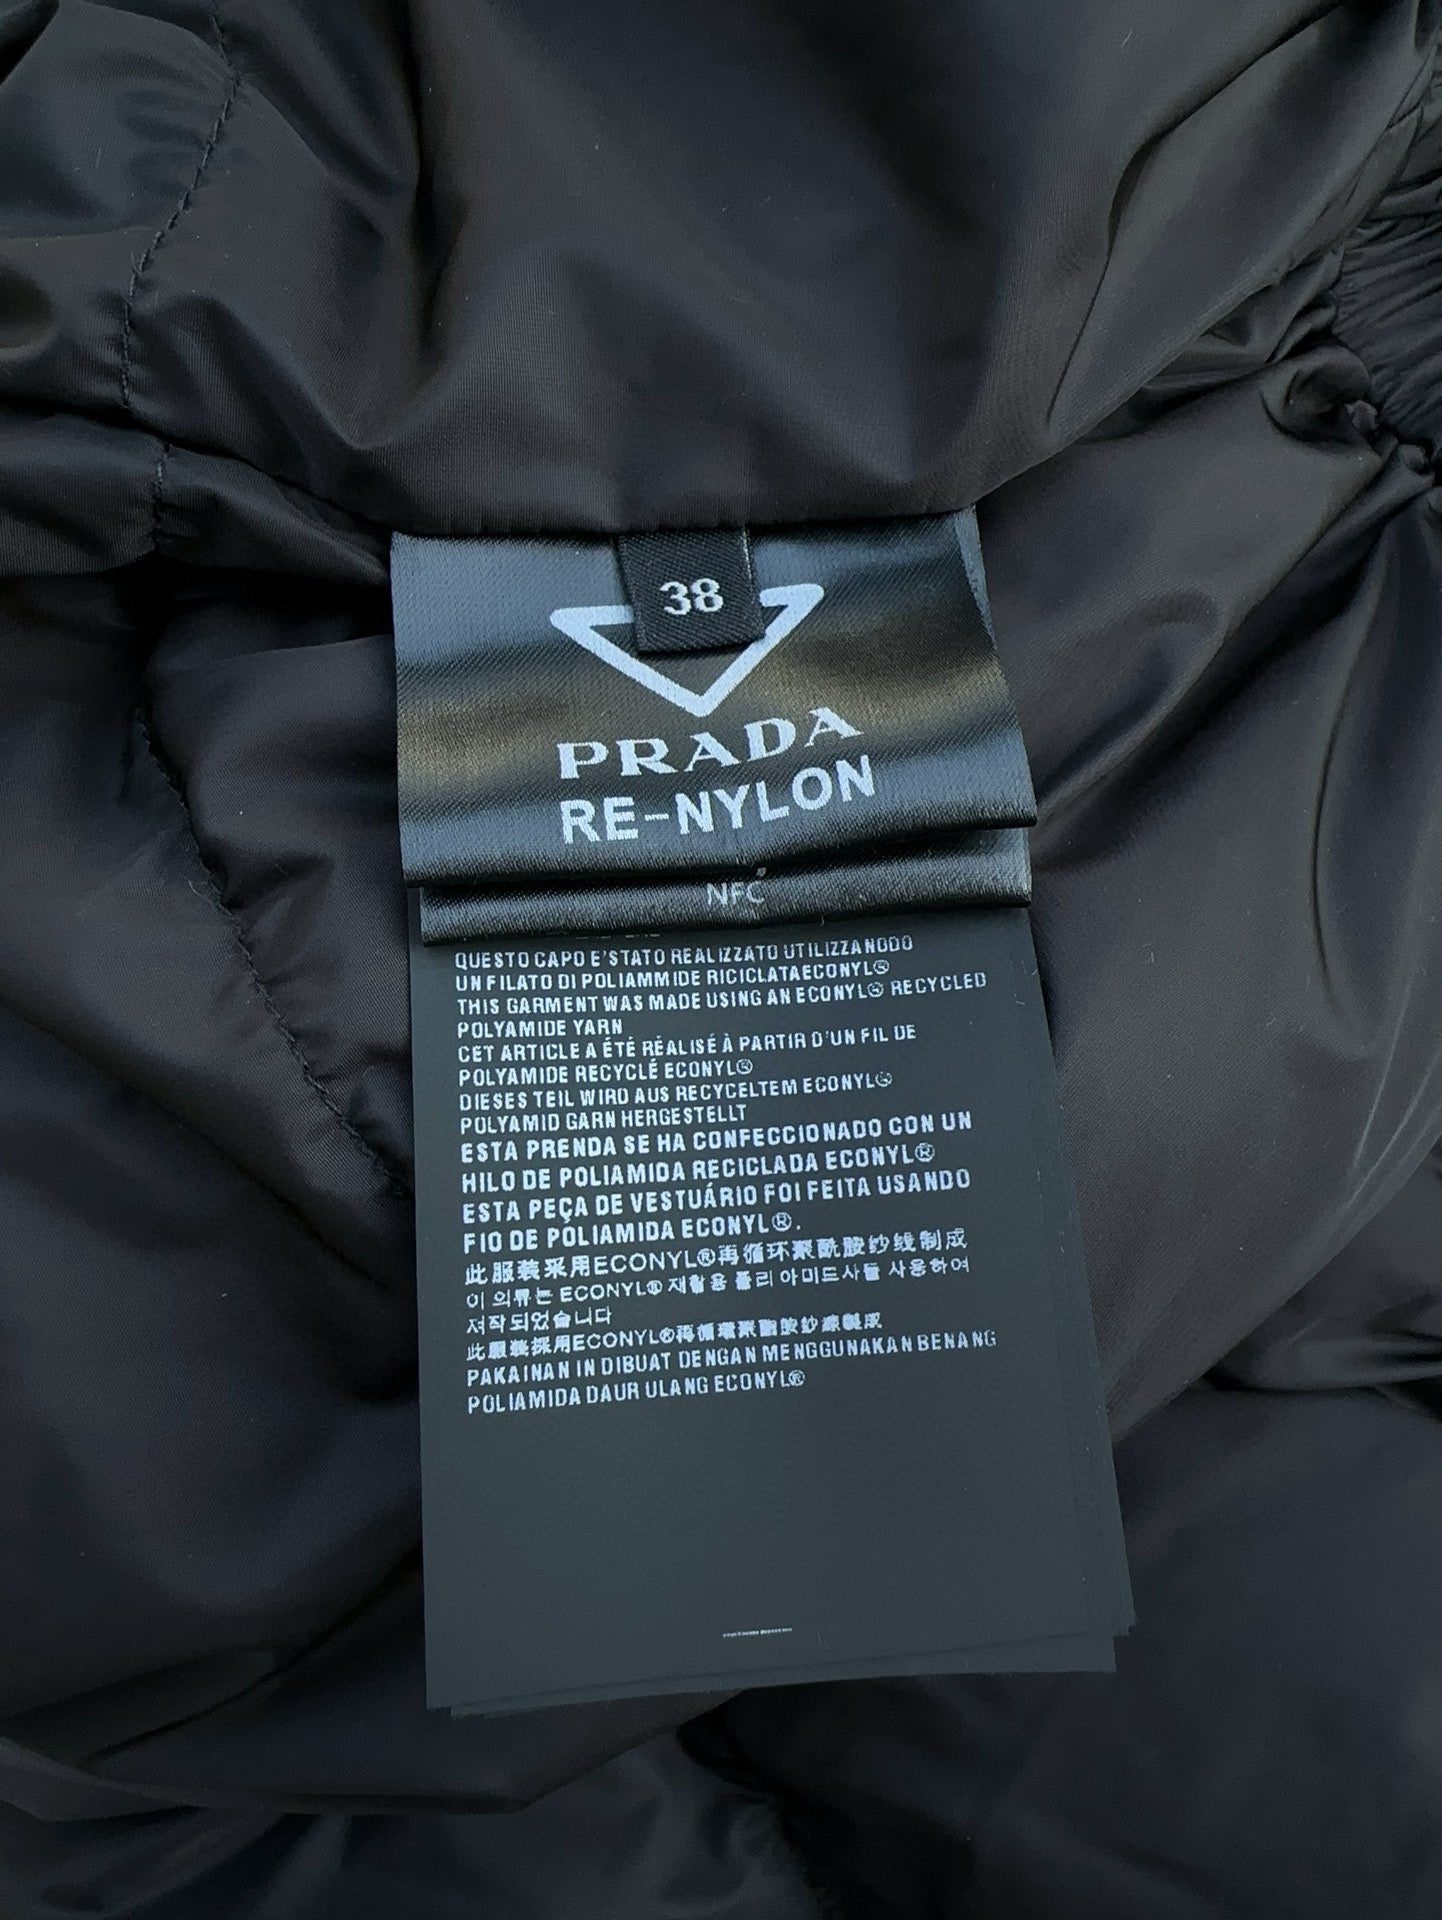 38
PRADA
RE-NYLON
NFC
QUESTO CAPO E'STATO REALIZZATO UTILIZZANODO
UN FILATO DI POLIAMMIDE RICICLATAECONYL®
THIS GARMENT WAS MADE USING AN ECONYL® RECYCLED
POLYAMIDE YARN
CET ARTICLE A ÉTÉ RÉALISÉ À PARTIR D'UN FIL DE
POLYAMIDE RECYCLÉ ECONYL®
DIESES TEIL WIRD AUS RECYCELTEM ECONYL®
POLYAMID GARN HERGESTELLT
ESTA PRENDA SE HA CONFECCIONADO CON UN
HILO DE POLIAMIDA RECICLADA ECONYL®
ESTA PEÇA DE VESTUÁRIO FOI FEITA USANDO
FIO DE POLIAMIDA ECONYL®.
此服装采用ECONYL®再循环聚酰胺纱线制成
이 의류는 ECONYL® 재활용 폴리 아미드사를 사용하여
져작되었습니다
此服裝採用ECONYL®再循環聚醯胺紗線製成
PAKAINAN IN DIBUAT DENGAN MENGGUNAKAN BENANG
POLIAMIDA DAUR ULANG ECONYL®